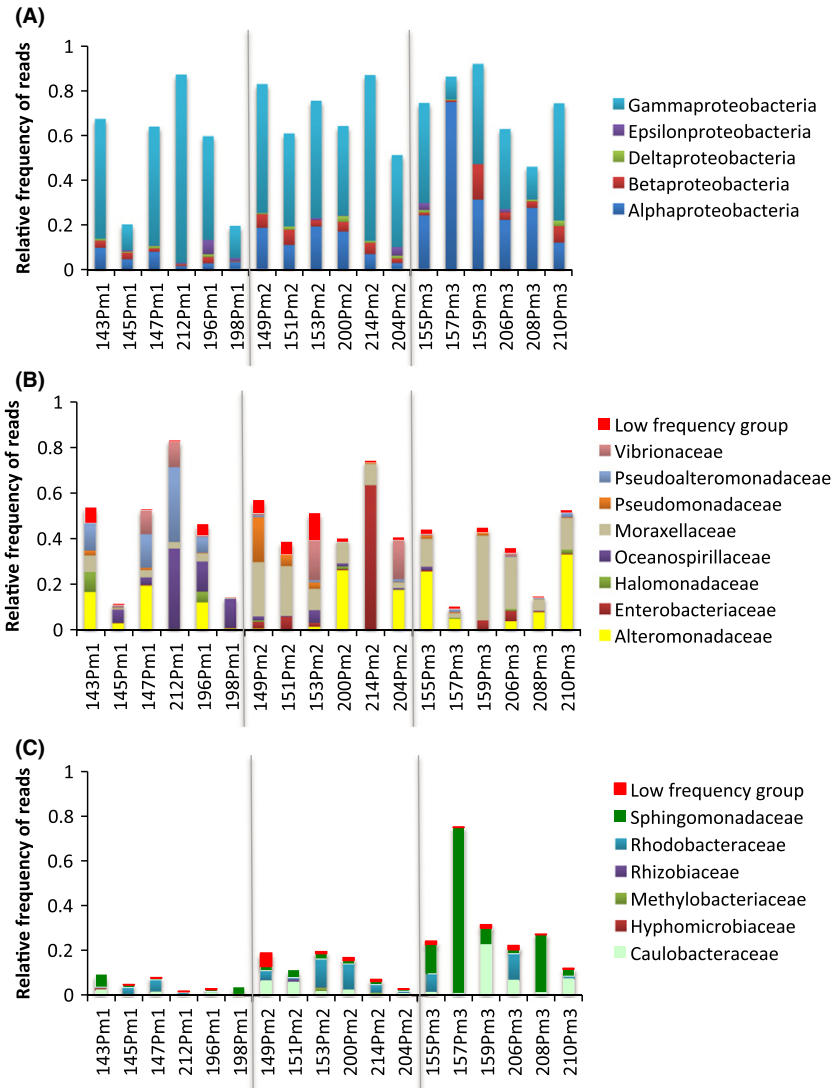 (A)
Relative frequency of reads
1
0.8
0.6
0.4
0.2
0
143Pm1
145Pm1
147Pm1
212Pm1
196Pm1
198Pm1
149Pm2
151Pm2
153Pm2
200Pm2
214Pm2
204Pm2
155Pm3
157Pm3
159Pm3
206Pm3
208Pm3
210Pm3
Gammaproteobacteria
Epsilonproteobacteria
Deltaproteobacteria
Betaproteobacteria
Alphaproteobacteria
(B)
Relative frequency of reads
1
0.8
0.6
0.4
0.2
0
143Pm1
145Pm1
147Pm1
212Pm1
196Pm1
198Pm1
149Pm2
151Pm2
153Pm2
200Pm2
214Pm2
204Pm2
155Pm3
157Pm3
159Pm3
206Pm3
208Pm3
210Pm3
Low frequency group
Vibrionaceae
Pseudoalteromonadaceae
Pseudomonadaceae
Moraxellaceae
Oceanospirillaceae
Halomonadaceae
Enterobacteriaceae
Alteromonadaceae
(C)
Relative frequency of reads
1
0.8
0.6
0.4
0.2
0
143Pm1
145Pm1
147Pm1
212Pm1
196Pm1
198Pm1
149Pm2
151Pm2
153Pm2
200Pm2
214Pm2
204Pm2
155Pm3
157Pm3
159Pm3
206Pm3
208Pm3
210Pm3
Low frequency group
Sphingomonadaceae
Rhodobacteraceae
Rhizobiaceae
Methylobacteriaceae
Hyphomicrobiaceae
Caulobacteraceae